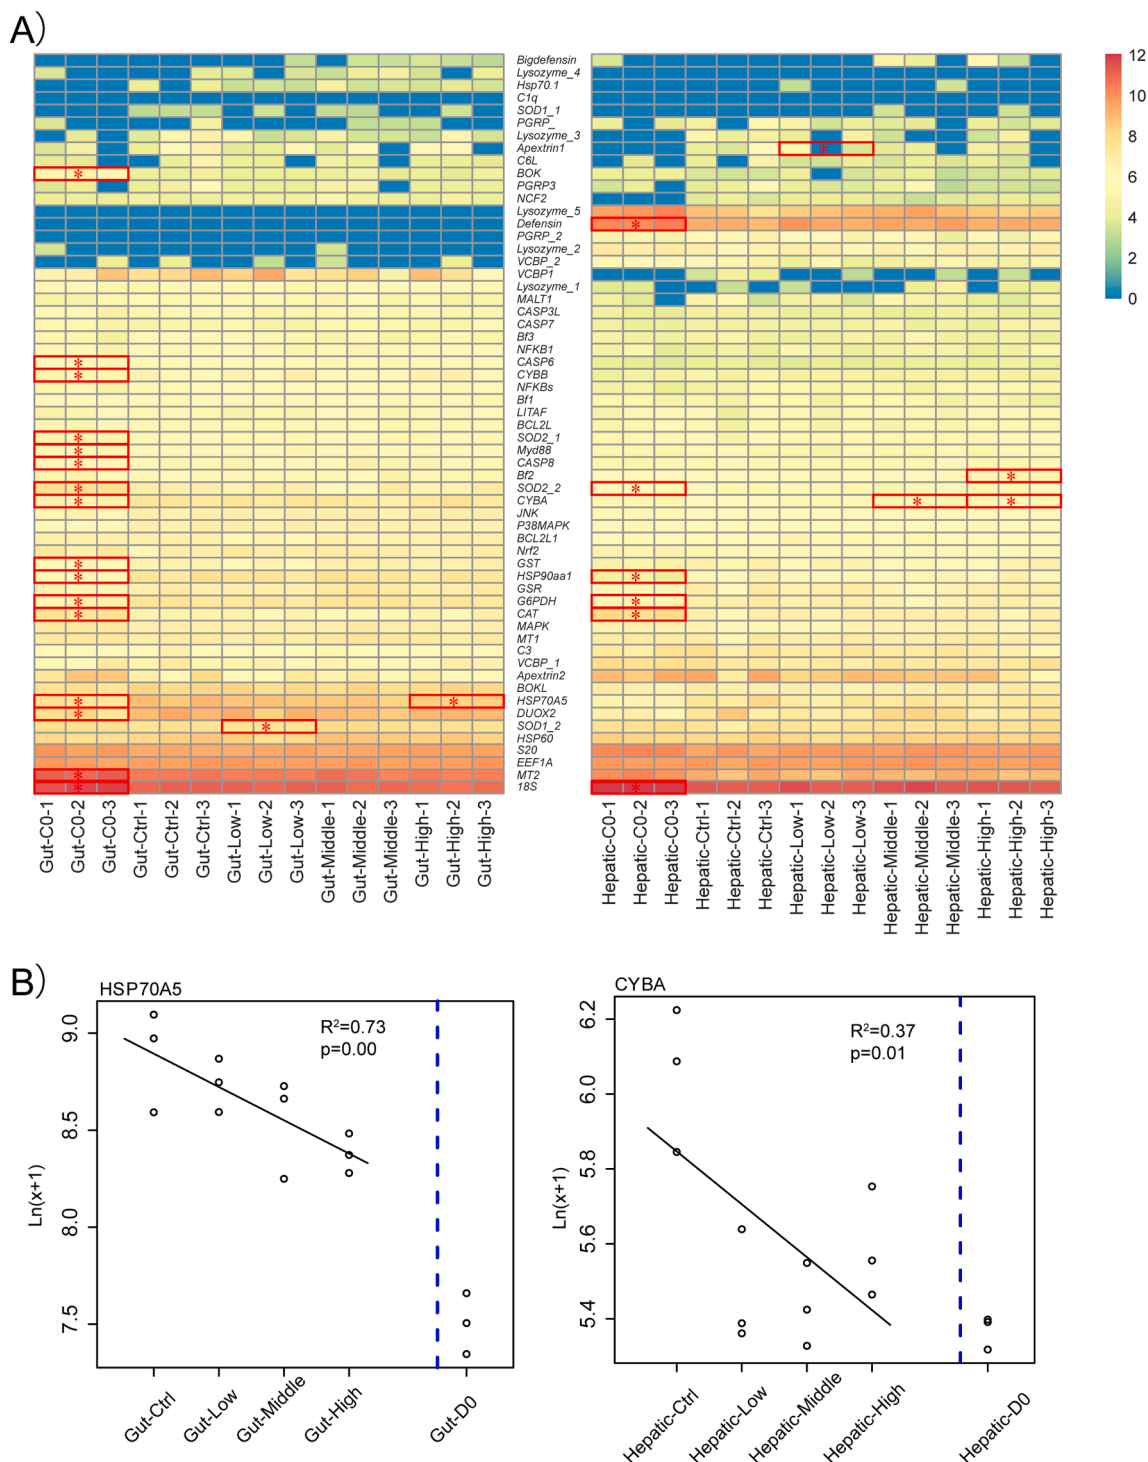 A)
Bigdefensin
Lysozyme_4
Hsp70.1
C1q
SOD1_1
PGRP_
Lysozyme_3
Apextrin1
C6L
BOK
PGRP3
NCF2
Lysozyme_5
Defensin
PGRP_2
Lysozyme_2
VCBP_2
VCBP1
Lysozyme_1
MALT1
CASP3L
CASP7
Bf3
NFKB1
CASP6
CYBB
NFKBs
Bf1
LITAF
BCL2L
SOD2_1
Myd88
CASP8
Bf2
SOD2_2
CYBA
JNK
P38MAPK
BCL2L1
Nrf2
GST
HSP90aa1
GSR
G6PDH
CAT
MAPK
MT1
C3
VCBP_1
Apextrin2
BOKL
HSP70A5
DUOX2
SOD1_2
HSP60
S20
EEF1A
MT2
18S
12
10
8
6
4
2
0
Gut-C0-1
Gut-C0-2
Gut-C0-3
Gut-Ctrl-1
Gut-Ctrl-2
Gut-Ctrl-3
Gut-Low-1
Gut-Low-2
Gut-Low-3
Gut-Middle-1
Gut-Middle-2
Gut-Middle-3
Gut-High-1
Gut-High-2
Gut-High-3
Hepatic-C0-1
Hepatic-C0-2
Hepatic-C0-3
Hepatic-Ctrl-1
Hepatic-Ctrl-2
Hepatic-Ctrl-3
Hepatic-Low-1
Hepatic-Low-2
Hepatic-Low-3
Hepatic-Middle-1
Hepatic-Middle-2
Hepatic-Middle-3
Hepatic-High-1
Hepatic-High-2
Hepatic-High-3
B)
HSP70A5
R²=0.73
p=0.00
Ln(x+1)
9.0
8.5
8.0
7.5
Gut-Ctrl
Gut-Low
Gut-Middle
Gut-High
Gut-D0
CYBA
R²=0.37
p=0.01
Ln(x+1)
6.2
6.0
5.8
5.6
5.4
Hepatic-Ctrl
Hepatic-Low
Hepatic-Middle
Hepatic-High
Hepatic-D0